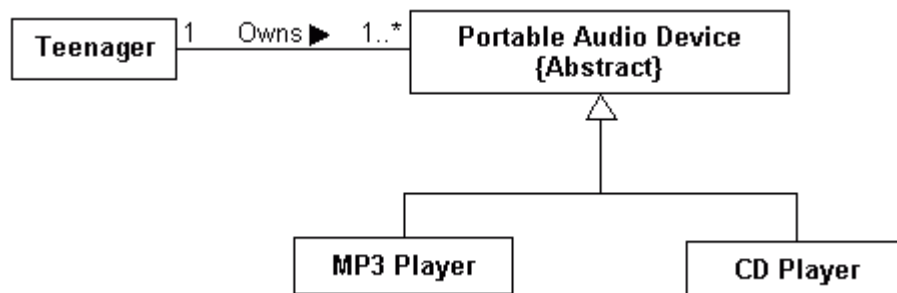 Teenager
1 Owns ▶ 1..*
Portable Audio Device
{Abstract}
MP3 Player
CD Player